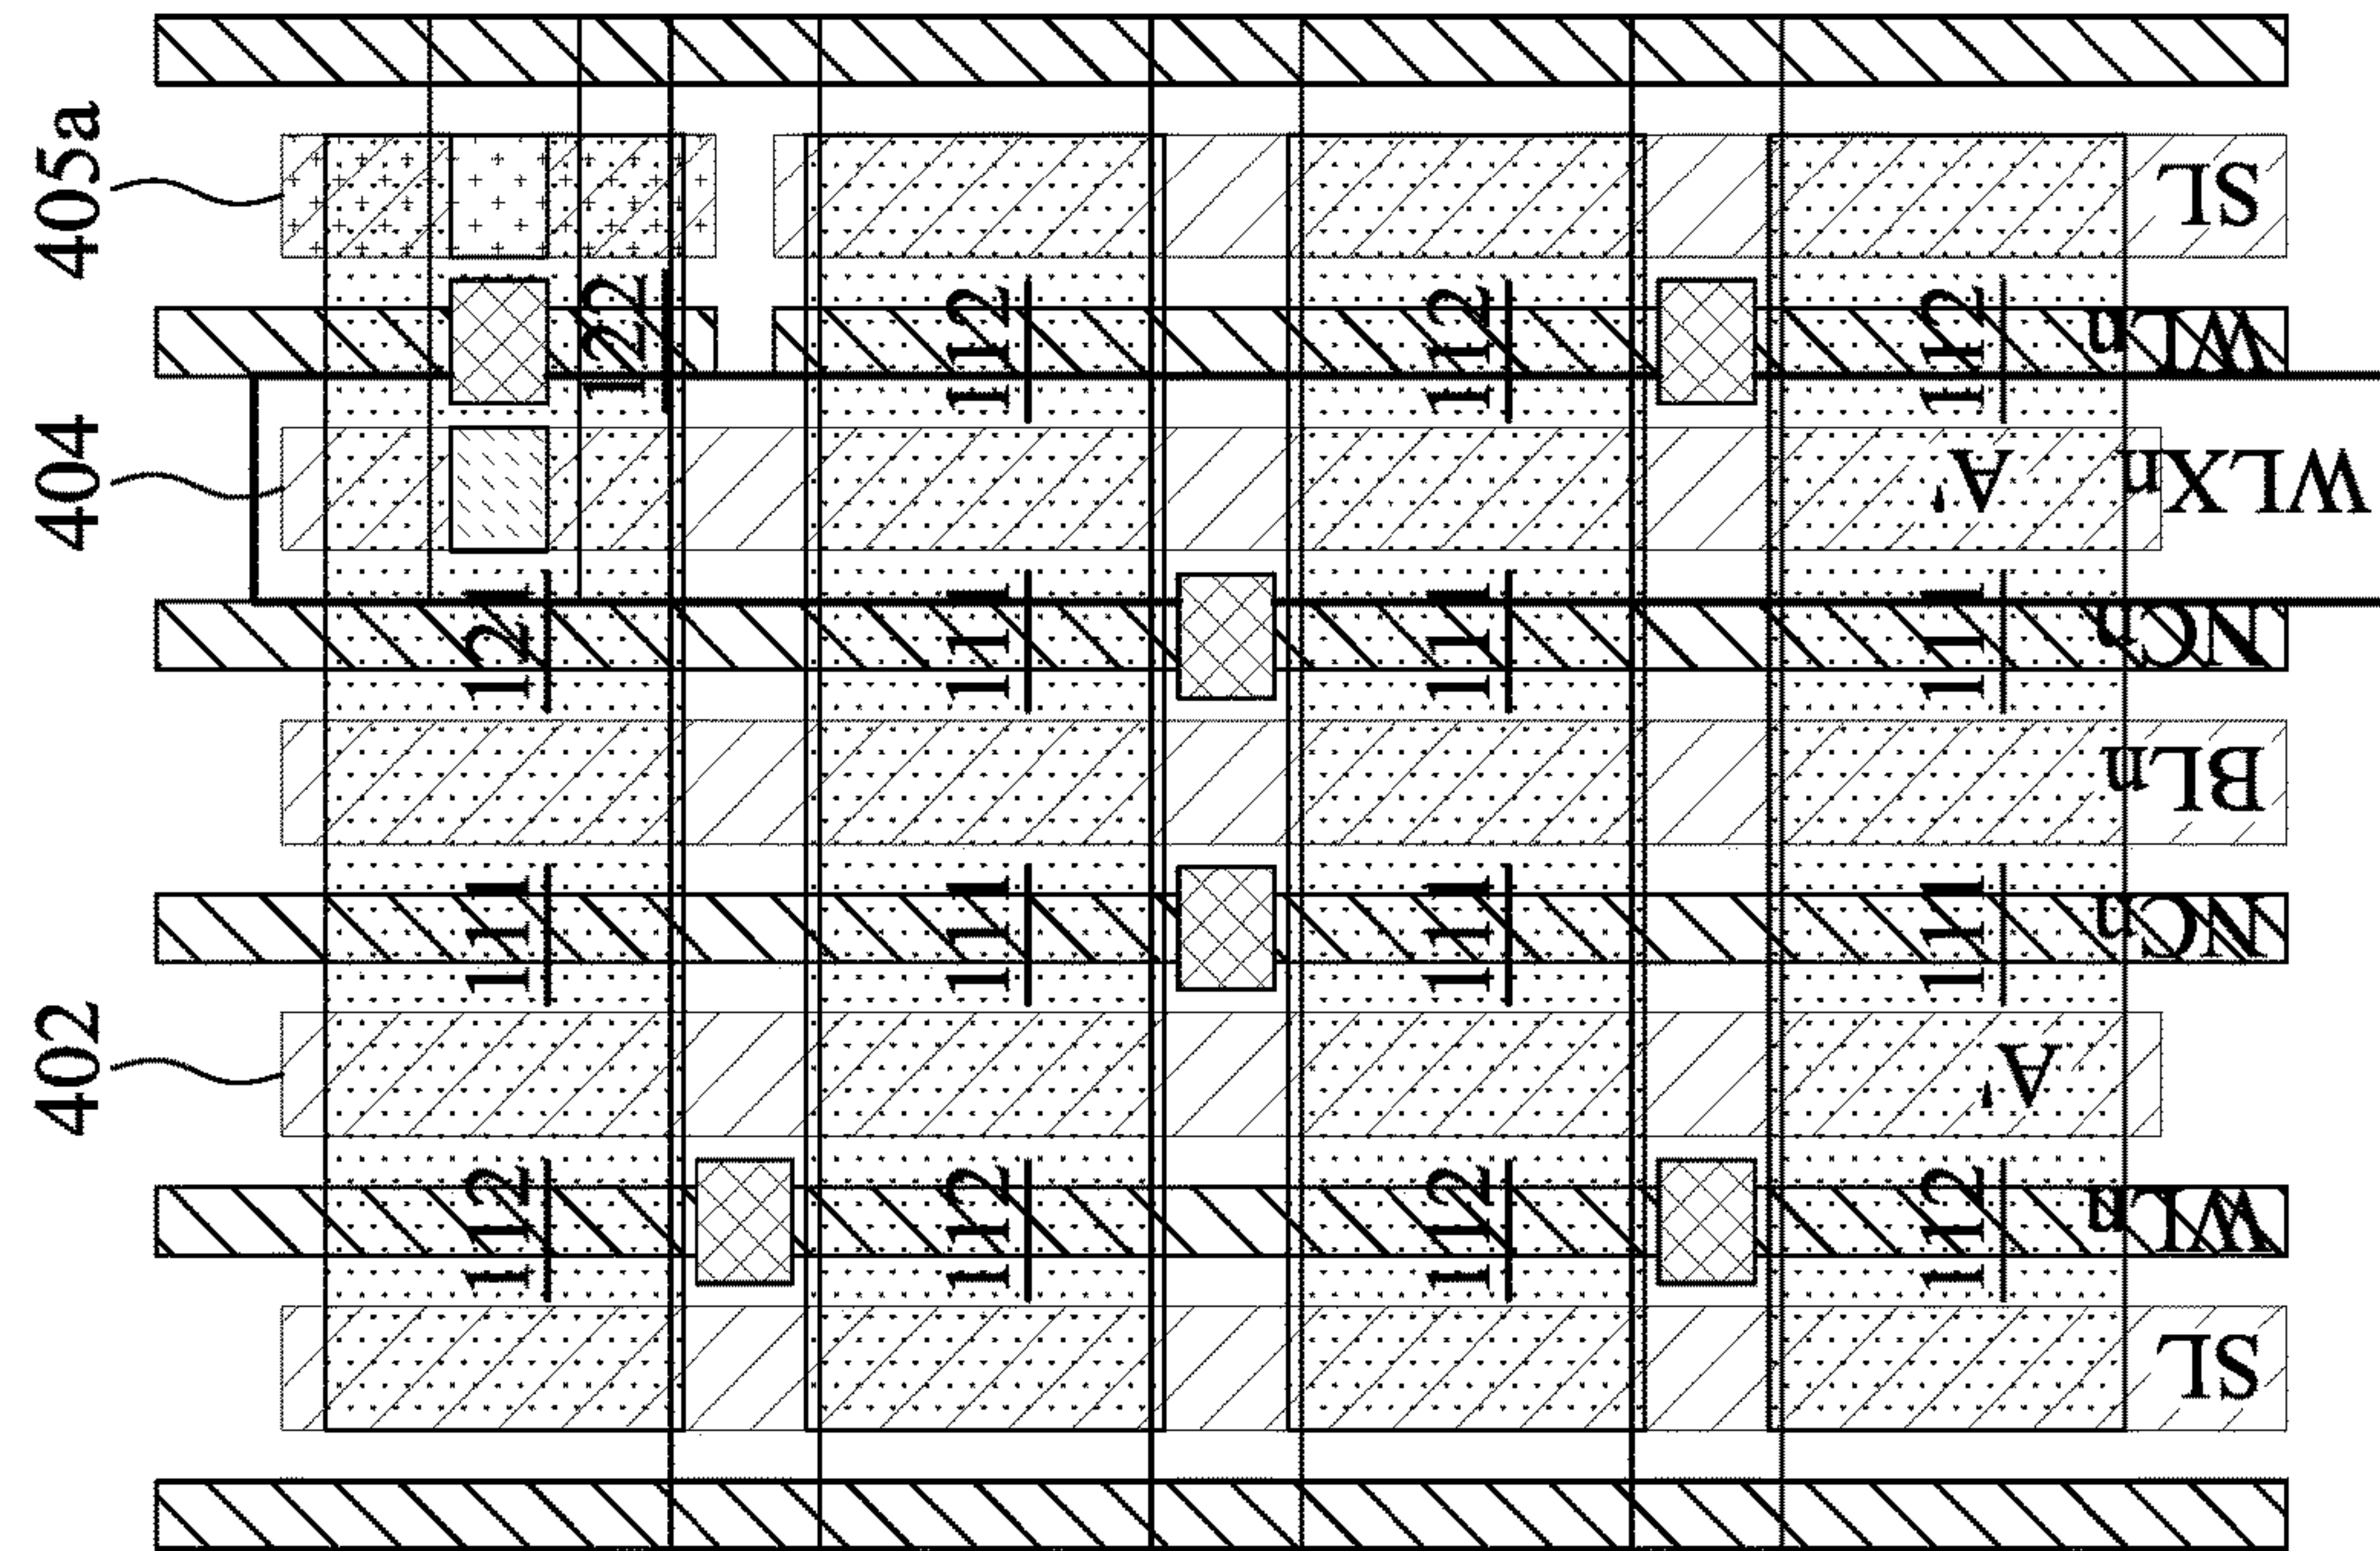 405a SL
122 112 112 112 WLn
404 A' WLXn
121 111 111 111 NCn
BLn
111 111 111 111 NCn
402 A'
112 112 112 112 WLn
SL